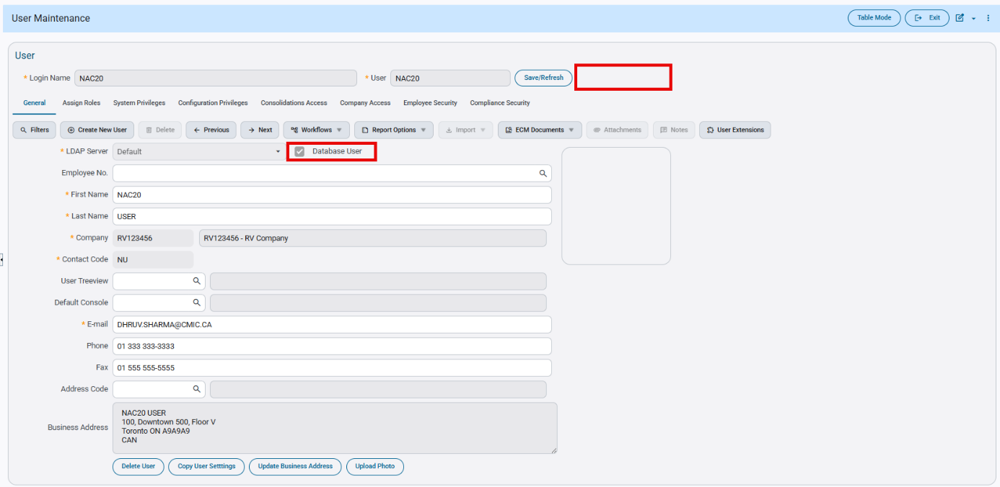 User Maintenance
Table Mode Exit
User
* Login Name NAC20 * User NAC20 Save/Refresh
General Assign Roles System Privileges Configuration Privileges Consolidations Access Company Access Employee Security Compliance Security
Filters Create New User Delete Previous Next Workflows Report Options Import ECM Documents Attachments Notes User Extensions
* LDAP Server Default Database User
Employee No.
* First Name NAC20
* Last Name USER
* Company RV123456 RV123456 - RV Company
* Contact Code NU
User Treeview
Default Console
* E-mail DHRUV.SHARMA@CMIC.CA
Phone 01 333 333-3333
Fax 01 555 555-5555
Address Code
Business Address
NAC20 USER
100, Downtown 500, Floor V
Toronto ON A9A9A9
CAN
Delete User Copy User Setttings Update Business Address Upload Photo